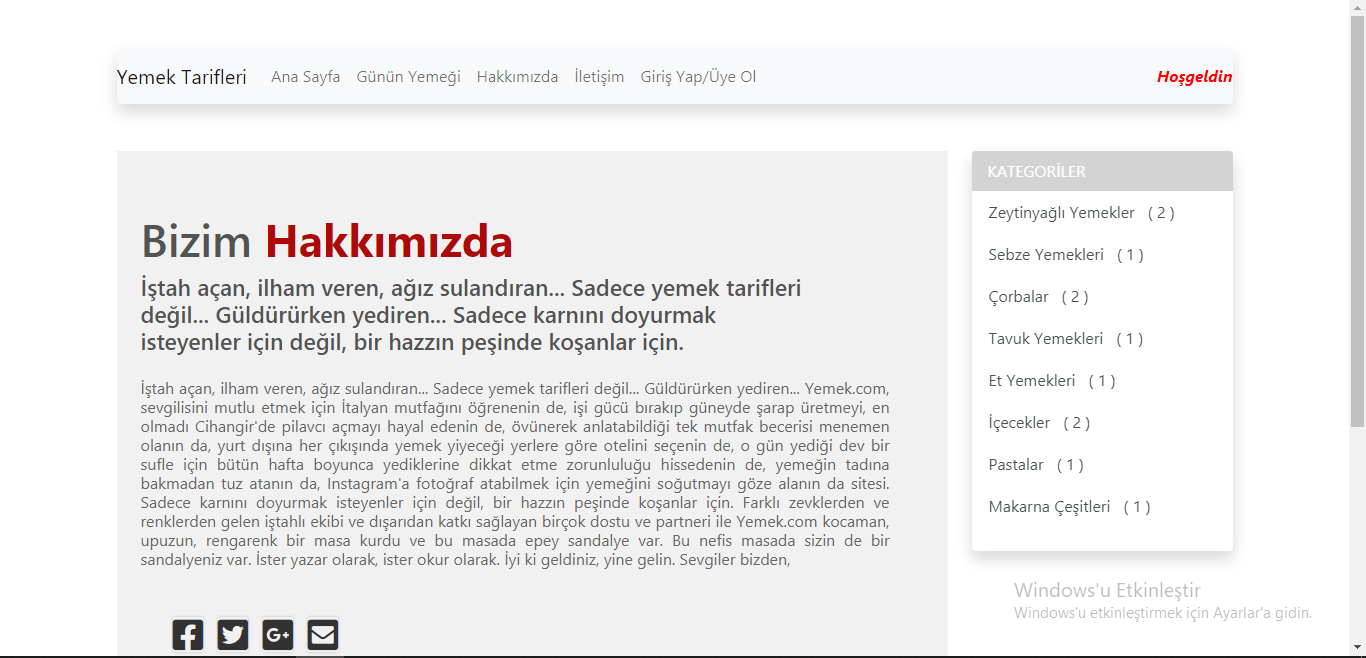 Yemek Tarifleri Ana Sayfa Günün Yemeği Hakkımızda İletişim Giriş Yap/Üye Ol Hoşgeldin
Bizim Hakkımızda
İştah açan, ilham veren, ağız sulandıran... Sadece yemek tarifleri
değil... Güldürürken yediren... Sadece karnını doyurmak
isteyenler için değil, bir hazzın peşinde koşanlar için.
İştah açan, ilham veren, ağız sulandıran... Sadece yemek tarifleri değil... Güldürürken yediren... Yemek.com,
sevgilisini mutlu etmek için İtalyan mutfağını öğrenenin de, işi gücü bırakıp güneyde şarap üretmeyi, en
olmadı Cihangir'de pilavcı açmayı hayal edenin de, övünerek anlatabildiği tek mutfak becerisi menemen
olanın da, yurt dışına her çıkışında yemek yiyeceği yerlere göre otelini seçenin de, o gün yediği dev bir
sufle için bütün hafta boyunca yediklerine dikkat etme zorunluluğu hissedenin de, yemeğin tadına
bakmadan tuz atanın da, Instagram'a fotoğraf atabilmek için yemeğini soğutmayı göze alanın da sitesi.
Sadece karnını doyurmak isteyenler için değil, bir hazzın peşinde koşanlar için. Farklı zevklerden ve
renklerden gelen iştahlı ekibi ve dışarıdan katkı sağlayan birçok dostu ve partneri ile Yemek.com kocaman,
upuzun, rengarenk bir masa kurdu ve bu masada epey sandalye var. Bu nefis masada sizin de bir
sandalyeniz var. İster yazar olarak, ister okur olarak. İyi ki geldiniz, yine gelin. Sevgiler bizden,
KATEGORİLER
Zeytinyağlı Yemekler ( 2 )
Sebze Yemekleri ( 1 )
Çorbalar ( 2 )
Tavuk Yemekleri ( 1 )
Et Yemekleri ( 1 )
İçecekler ( 2 )
Pastalar ( 1 )
Makarna Çeşitleri ( 1 )
Windows'u Etkinleştir
Windows'u etkinleştirmek için Ayarlar'a gidin.